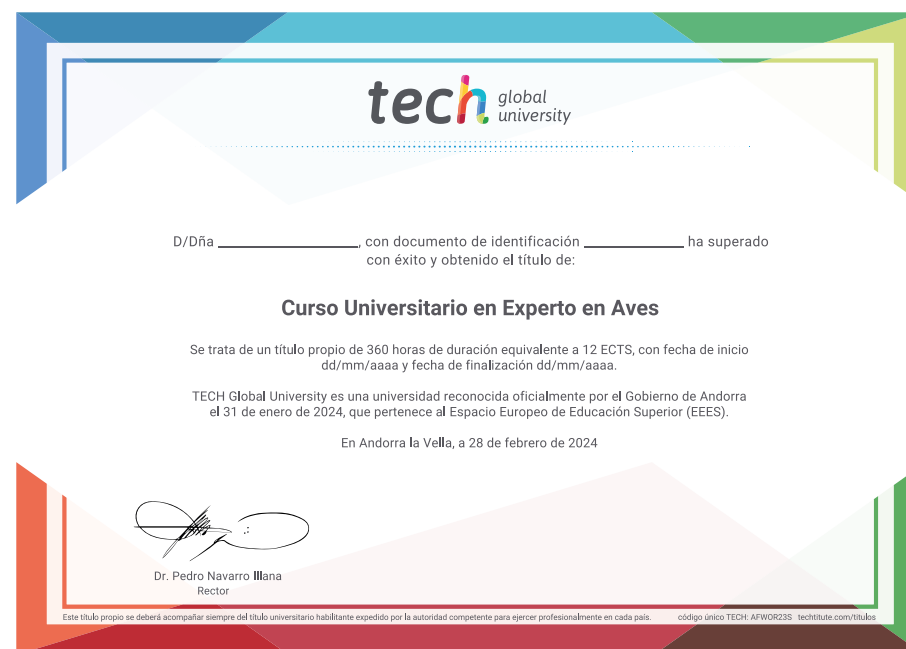 tech global
university
D/Dña ____________________, con documento de identificación ______________ ha superado
con éxito y obtenido el título de:
Curso Universitario en Experto en Aves
Se trata de un título propio de 360 horas de duración equivalente a 12 ECTS, con fecha de inicio
dd/mm/aaaa y fecha de finalización dd/mm/aaaa.
TECH Global University es una universidad reconocida oficialmente por el Gobierno de Andorra
el 31 de enero de 2024, que pertenece al Espacio Europeo de Educación Superior (EEES).
En Andorra la Vella, a 28 de febrero de 2024
Dr. Pedro Navarro Illana
Rector
Este título propio se deberá acompañar siempre del título universitario habilitante expedido por la autoridad competente para ejercer profesionalmente en cada país. código único TECH: AFWOR23S techtitute.com/titulos